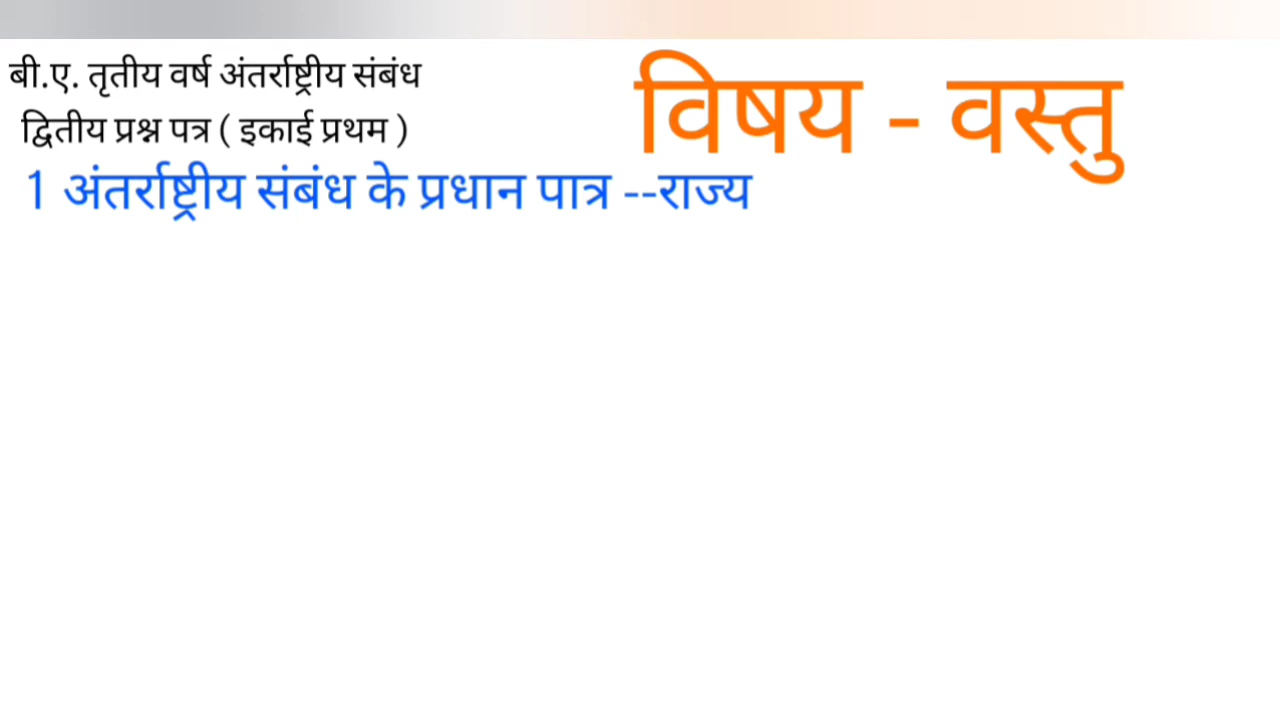 बी.ए. तृतीय वर्ष अंतर्राष्ट्रीय संबंध
द्वितीय प्रश्न पत्र ( इकाई प्रथम )
विषय - वस्तु
1 अंतर्राष्ट्रीय संबंध के प्रधान पात्र --राज्य